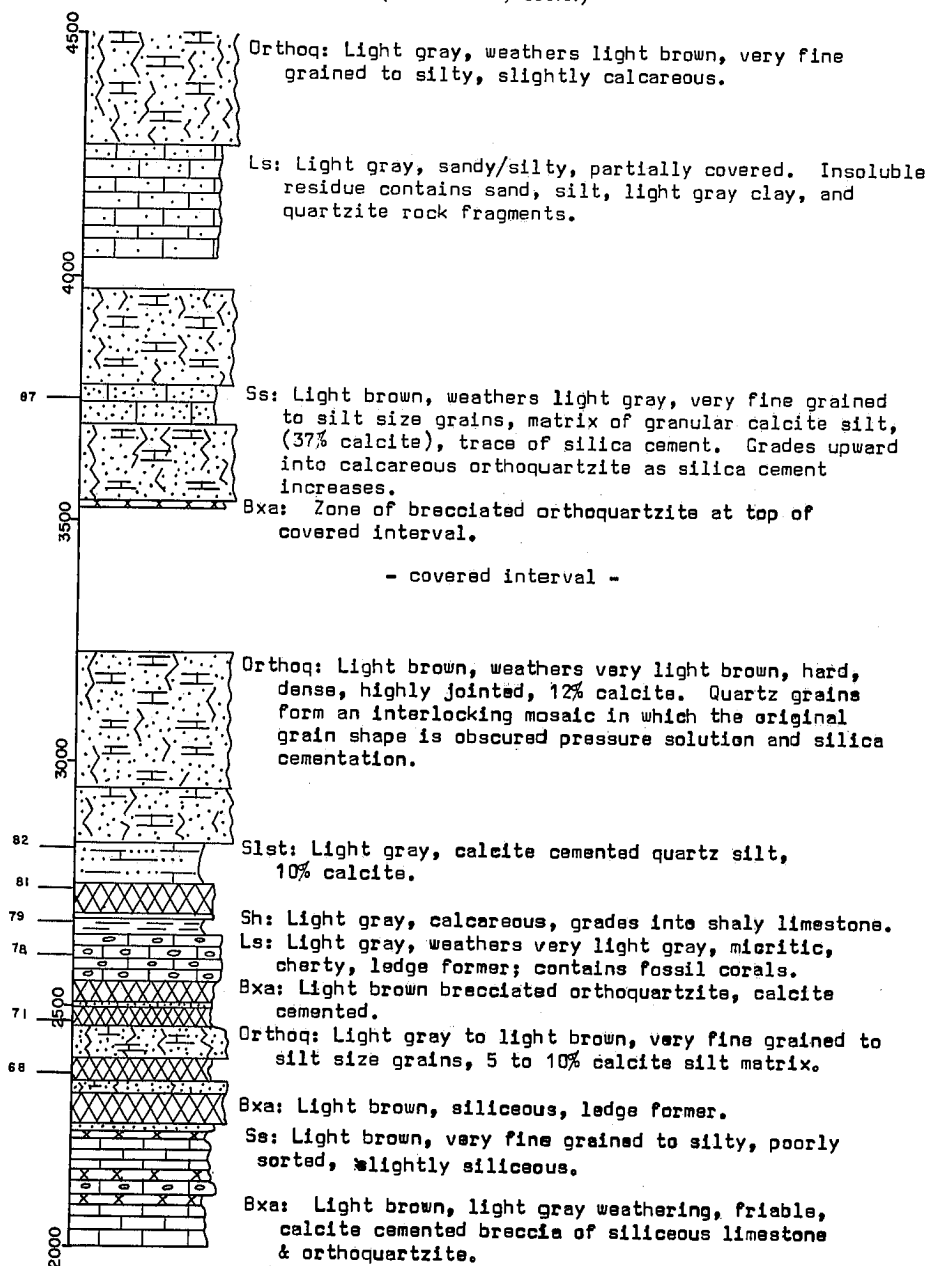 4500
Orthoq: Light gray, weathers light brown, very fine
grained to silty, slightly calcareous.
Ls: Light gray, sandy/silty, partially covered. Insoluble
residue contains sand, silt, light gray clay, and
quartzite rock fragments.
4000
87
Ss: Light brown, weathers light gray, very fine grained
to silt size grains, matrix of granular calcite silt,
(37% calcite), trace of silica cement. Grades upward
into calcareous orthoquartzite as silica cement
increases.
Bxa: Zone of brecciated orthoquartzite at top of
covered interval.
3500
- covered interval -
Orthoq: Light brown, weathers very light brown, hard,
dense, highly jointed, 12% calcite. Quartz grains
form an interlocking mosaic in which the original
grain shape is obscured pressure solution and silica
cementation.
3000
82
Slst: Light gray, calcite cemented quartz silt,
10% calcite.
81
79
Sh: Light gray, calcareous, grades into shaly limestone.
78
Ls: Light gray, weathers very light gray, micritic,
cherty, ledge former; contains fossil corals.
Bxa: Light brown brecciated orthoquartzite, calcite
cemented.
2500
71
Orthoq: Light gray to light brown, very fine grained to
silt size grains, 5 to 10% calcite silt matrix.
68
Bxa: Light brown, siliceous, ledge former.
Ss: Light brown, very fine grained to silty, poorly
sorted, slightly siliceous.
Bxa: Light brown, light gray weathering, friable,
calcite cemented breccia of siliceous limestone
& orthoquartzite.
2000